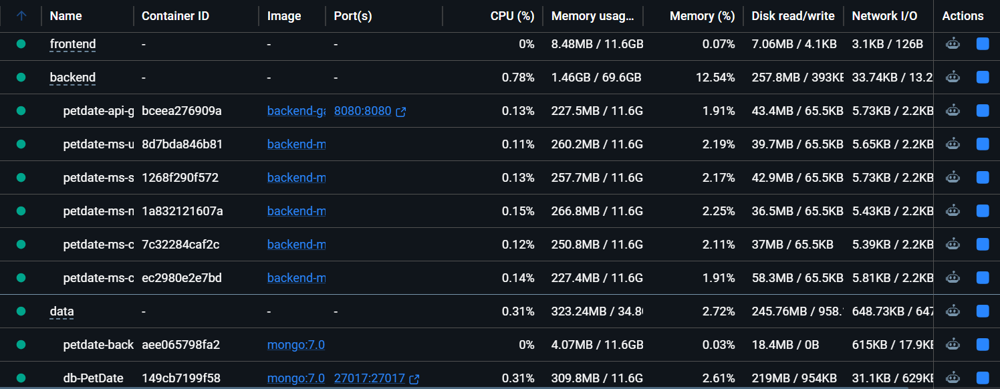 Name Container ID Image Port(s) CPU (%) Memory usag... Memory (%) Disk read/write Network I/O Actions
frontend - - - 0% 8.48MB / 11.6GB 0.07% 7.06MB / 4.1KB 3.1KB / 126B
backend - - - 0.78% 1.46GB / 69.6GB 12.54% 257.8MB / 393KB 33.74KB / 13.2
petdate-api-g bceea276909a backend-ga 8080:8080 0.13% 227.5MB / 11.6G 1.91% 43.4MB / 65.5KB 5.73KB / 2.2KB
petdate-ms-u 8d7bda846b81 backend-m 0.11% 260.2MB / 11.6G 2.19% 39.7MB / 65.5KB 5.65KB / 2.2KB
petdate-ms-s 1268f290f572 backend-m 0.13% 257.7MB / 11.6G 2.17% 42.9MB / 65.5KB 5.73KB / 2.2KB
petdate-ms-n 1a832121607a backend-m 0.15% 266.8MB / 11.6G 2.25% 36.5MB / 65.5KB 5.43KB / 2.2KB
petdate-ms-c 7c32284caf2c backend-m 0.12% 250.8MB / 11.6G 2.11% 37MB / 65.5KB 5.39KB / 2.2KB
petdate-ms-c ec2980e2e7bd backend-m 0.14% 227.4MB / 11.6G 1.91% 58.3MB / 65.5KB 5.81KB / 2.2KB
data - - - 0.31% 323.24MB / 34.8 2.72% 245.76MB / 958. 648.73KB / 647
petdate-back aee065798fa2 mongo:7.0 0% 4.07MB / 11.6GB 0.03% 18.4MB / 0B 615KB / 17.9KB
db-PetDate 149cb7199f58 mongo:7.0 27017:27017 0.31% 309.8MB / 11.6G 2.61% 219MB / 954KB 31.1KB / 629KB